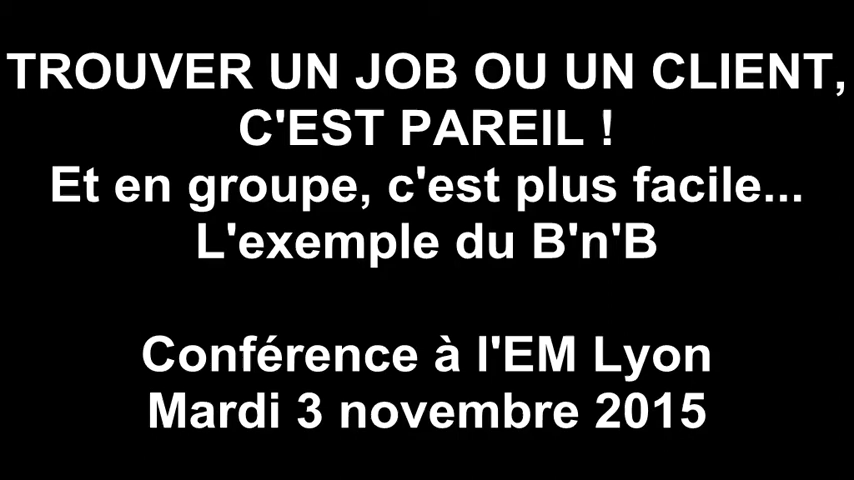 TROUVER UN JOB OU UN CLIENT,
C'EST PAREIL !
Et en groupe, c'est plus facile...
L'exemple du B'n'B
Conférence à l'EM Lyon
Mardi 3 novembre 2015